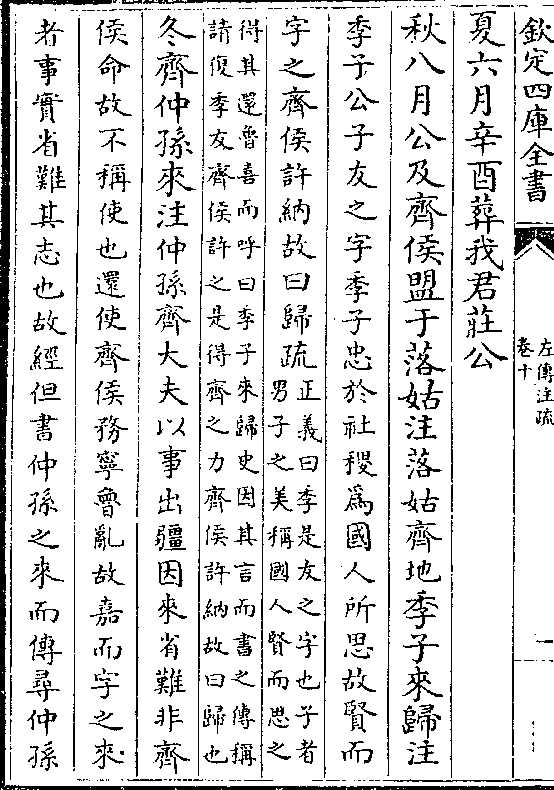 欽定四庫全書
左傳注疏
卷十
一
夏六月辛酉葬我君莊公
秋八月公及齊侯盟于落姑注落姑齊地季子來歸注
季子公子友之字季子忠於社稷為國人所思故賢而
字之齊侯許納故曰歸疏
正義曰季是友之字也子者
男子之美稱國人賢而思之
得其還魯喜而呼曰季子來歸史因其言而書之傳稱
請復季友齊侯許之是得齊之力齊侯許納故曰歸也
冬齊仲孫來注仲孫齊大夫以事出疆因來省難非齊
侯命故不稱使也還使齊侯務寧魯亂故嘉而字之來
者事實省難其志也故經但書仲孫之來而傳尋仲孫